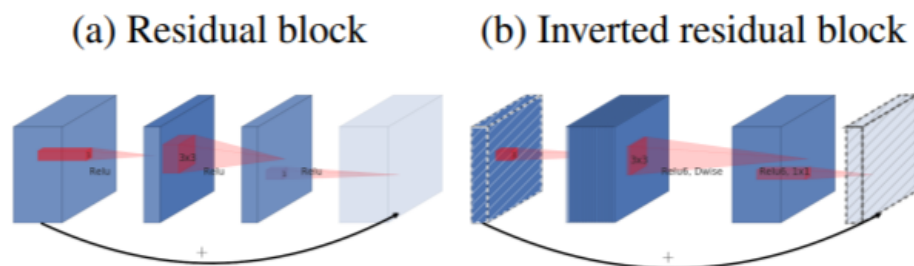 (a) Residual block
(b) Inverted residual block
Relu
3x3
Relu
Relu
+
3x3
Relu6, Dwise
Relu6, 1x1
+